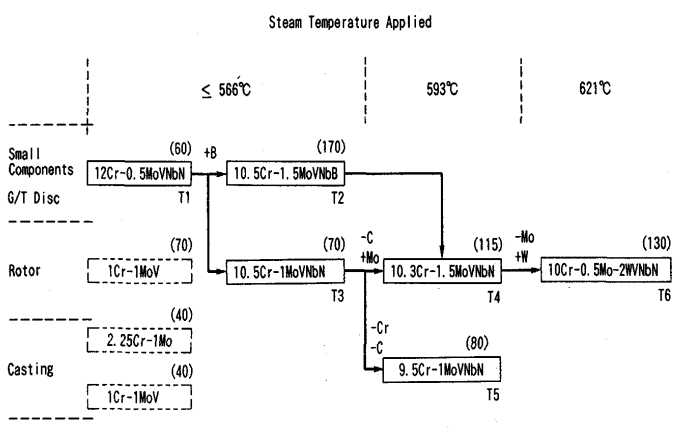 Steam Temperature Applied
≤ 566℃
593℃
621℃
Small
Components
G/T Disc
(60)
12Cr-0.5MoVNbN
T1
+B
(170)
10.5Cr-1.5MoVNbB
T2
Rotor
(70)
1Cr-1MoV
(70)
10.5Cr-1MoVNbN
T3
-C
+Mo
(115)
10.3Cr-1.5MoVNbN
T4
-Mo
+W
(130)
10Cr-0.5Mo-2WVNbN
T6
Casting
(40)
2.25Cr-1Mo
(40)
1Cr-1MoV
-Cr
-C
(80)
9.5Cr-1MoVNbN
T5